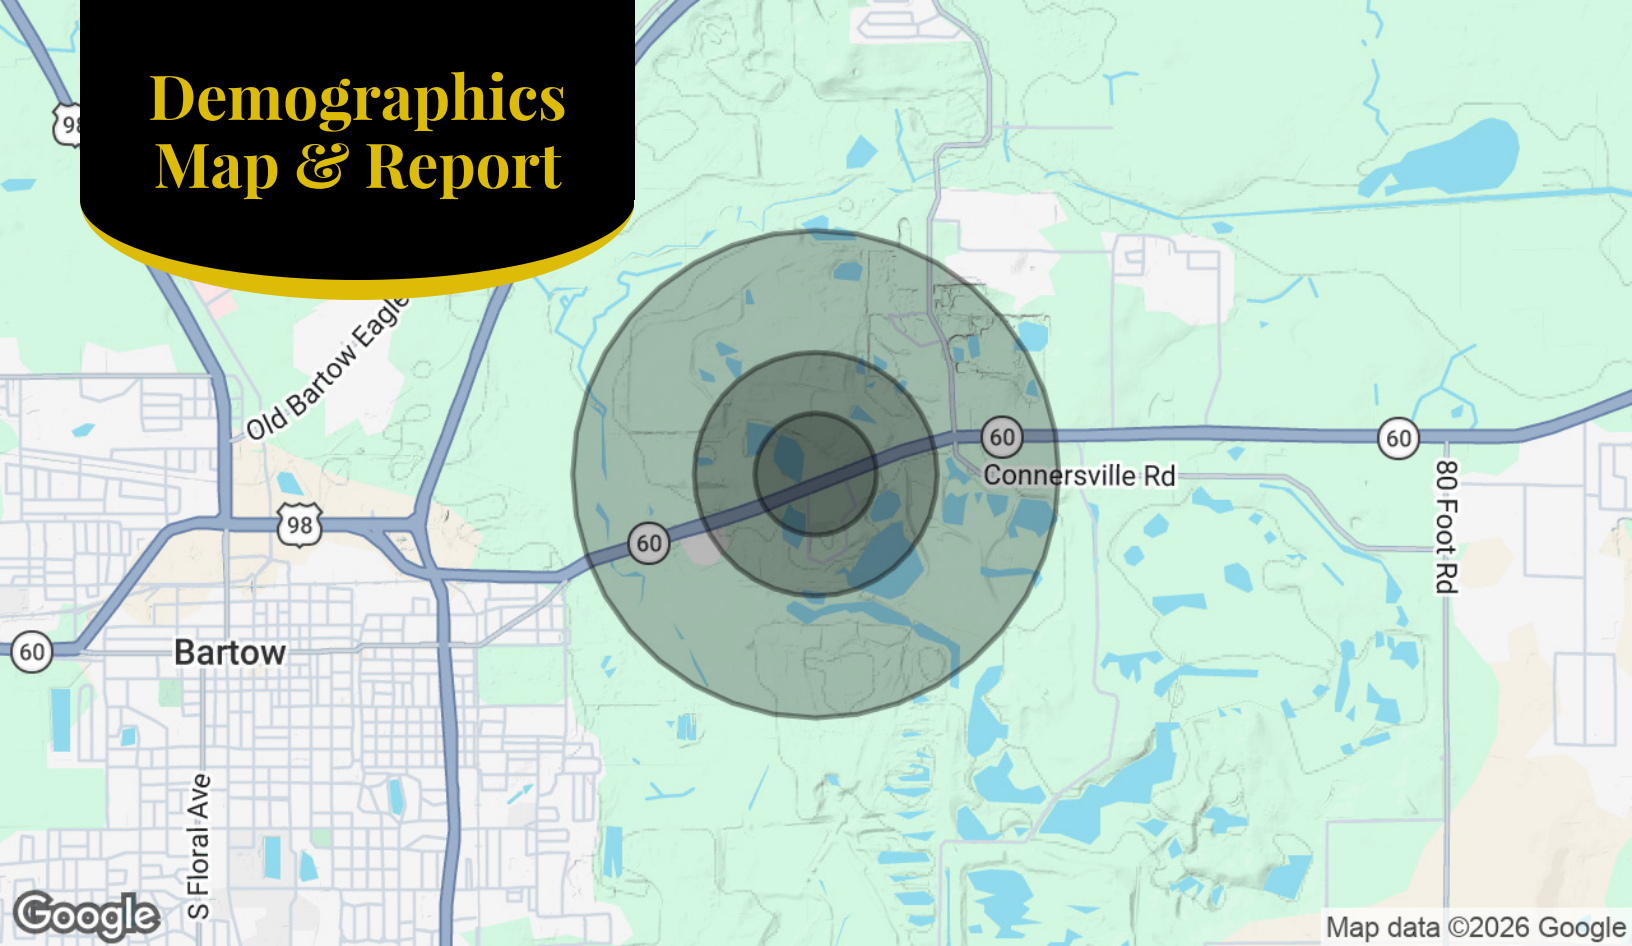 Demographics
Map & Report
98
Old Bartow Eagle
60
60
Connersville Rd
80 Foot Rd
98
60
Bartow
60
S Floral Ave
Google
Map data ©2026 Google